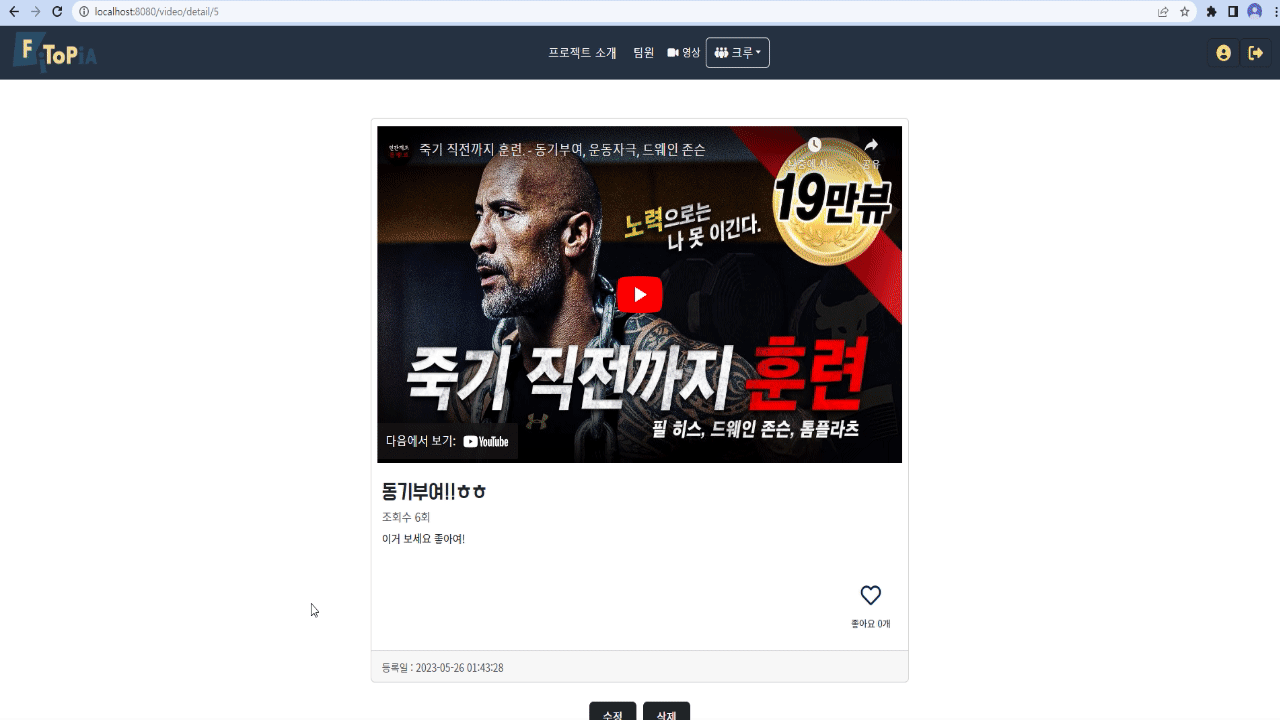 localhost:8080/video/detail/5
FiToPiA
프로젝트 소개 팀원 영상 크루
죽기 직전까지 훈련. - 동기부여, 운동자극, 드웨인 존슨
공유
19만뷰
노력으로는
나 못 이긴다.
죽기 직전까지 훈련
필 히스, 드웨인 존슨, 톰플라츠
다음에서 보기: YouTube
동기부여!!ㅎㅎ
조회수 6회
이거 보세요 좋아여!
좋아요 0개
등록일 : 2023-05-26 01:43:28
수정 삭제